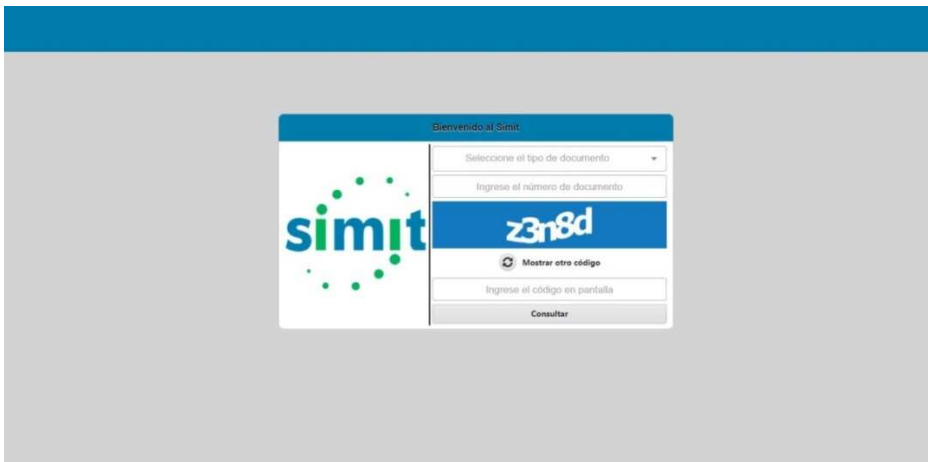 Bienvenido al Simit
Seleccione el tipo de documento
Ingrese el número de documento
simit
z3n8d
Mostrar otro código
Ingrese el código en pantalla
Consultar